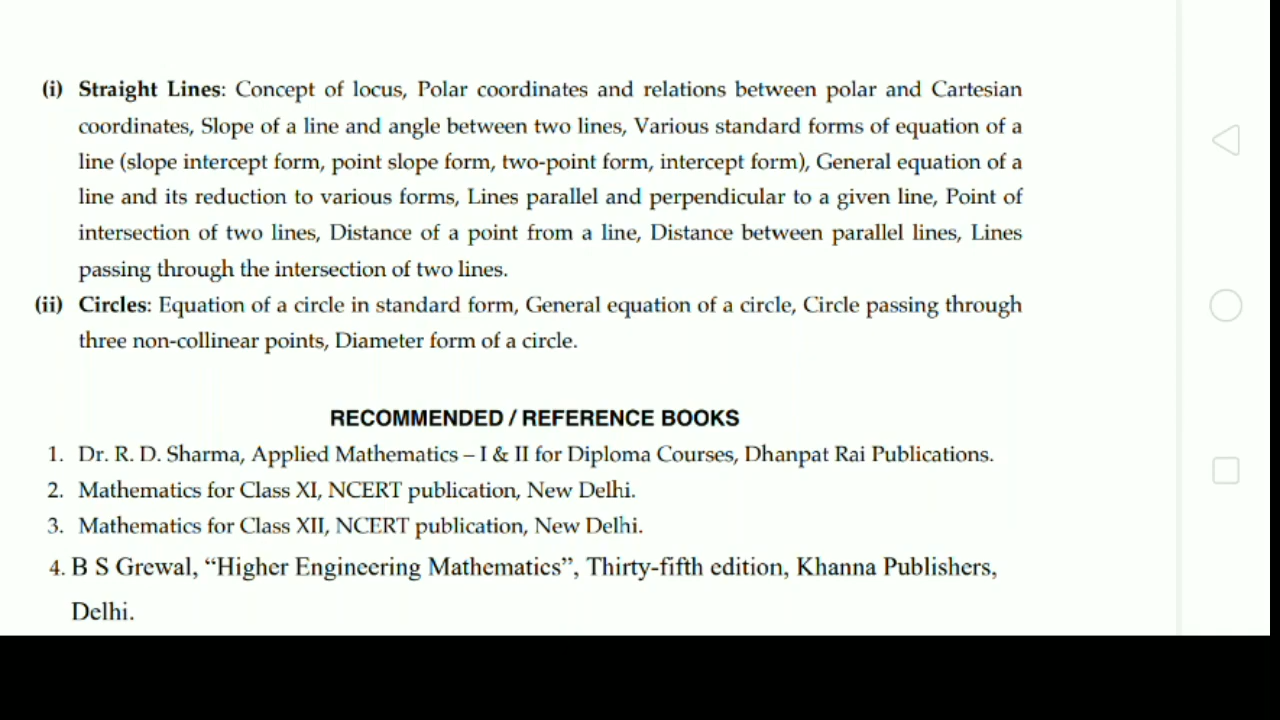 (i) Straight Lines: Concept of locus, Polar coordinates and relations between polar and Cartesian
coordinates, Slope of a line and angle between two lines, Various standard forms of equation of a
line (slope intercept form, point slope form, two-point form, intercept form), General equation of a
line and its reduction to various forms, Lines parallel and perpendicular to a given line, Point of
intersection of two lines, Distance of a point from a line, Distance between parallel lines, Lines
passing through the intersection of two lines.
(ii) Circles: Equation of a circle in standard form, General equation of a circle, Circle passing through
three non-collinear points, Diameter form of a circle.
RECOMMENDED / REFERENCE BOOKS
1. Dr. R. D. Sharma, Applied Mathematics – I & II for Diploma Courses, Dhanpat Rai Publications.
2. Mathematics for Class XI, NCERT publication, New Delhi.
3. Mathematics for Class XII, NCERT publication, New Delhi.
4. B S Grewal, “Higher Engineering Mathematics”, Thirty-fifth edition, Khanna Publishers,
Delhi.